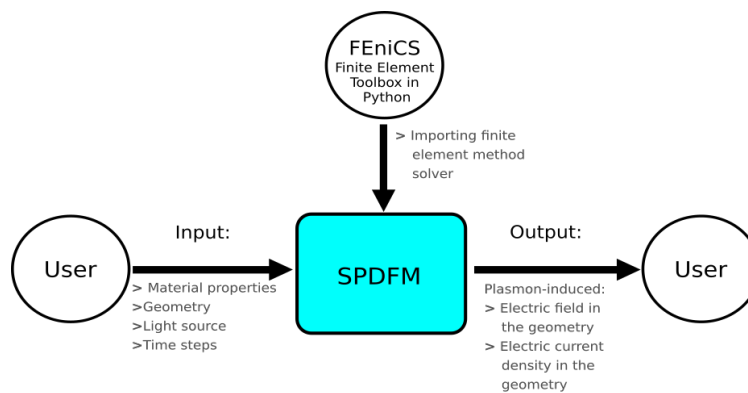 FEniCS
Finite Element
Toolbox in
Python
> Importing finite
element method
solver
User
Input:
> Material properties
>Geometry
>Light source
>Time steps
SPDFM
Output:
Plasmon-induced:
> Electric field in
the geometry
> Electric current
density in the
geometry
User